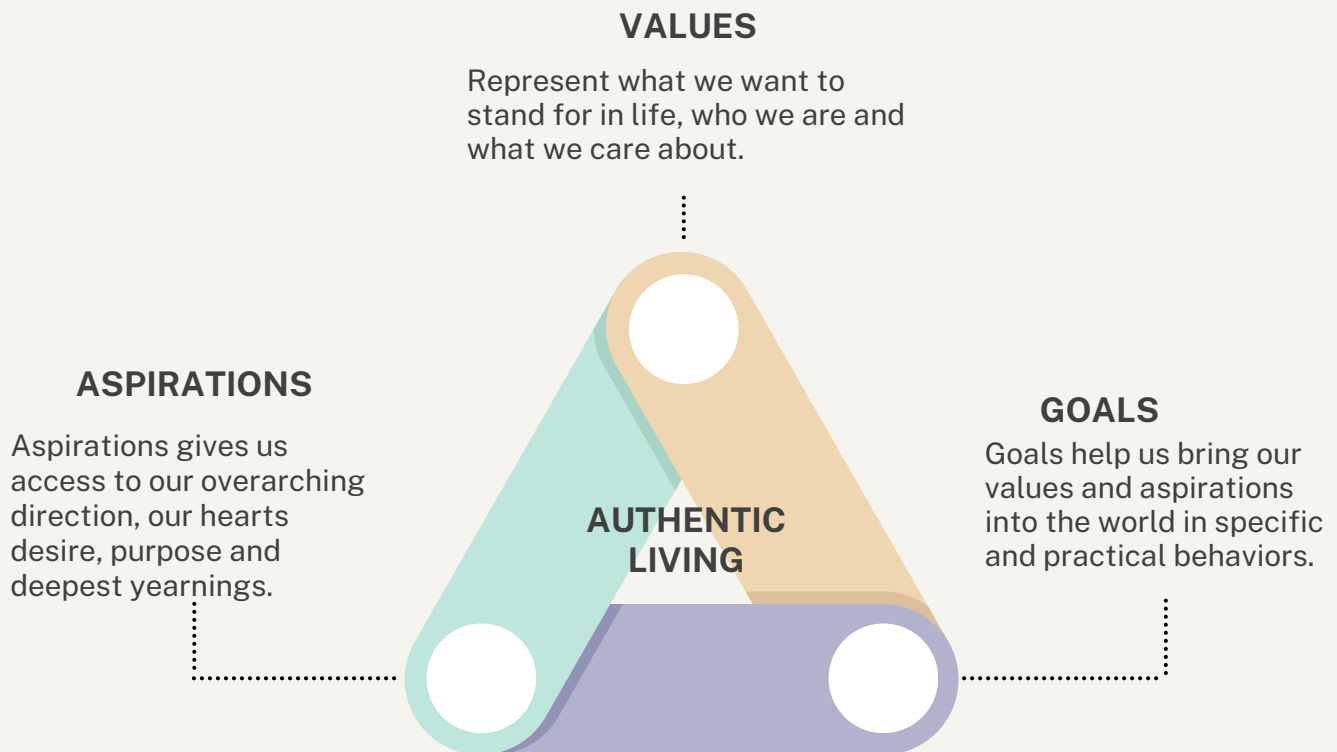 VALUES
Represent what we want to
stand for in life, who we are and
what we care about.
ASPIRATIONS
Aspirations gives us
access to our overarching
direction, our hearts
desire, purpose and
deepest yearnings.
GOALS
Goals help us bring our
values and aspirations
into the world in specific
and practical behaviors.
AUTHENTIC
LIVING